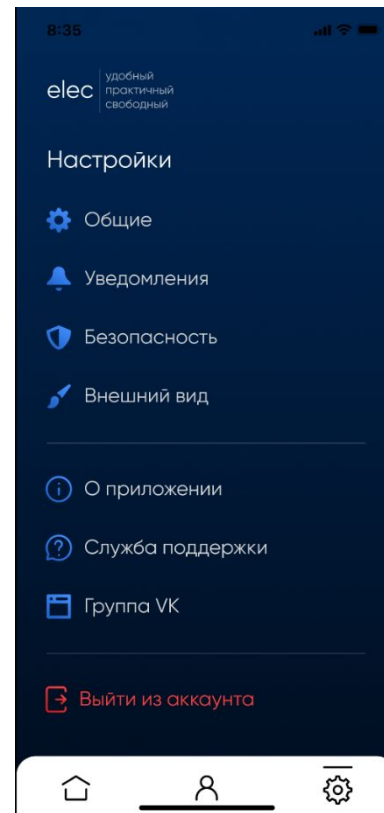 8:35
elec
удобный
практичный
свободный
Настройки
Общие
Уведомления
Безопасность
Внешний вид
О приложении
Служба поддержки
Группа VK
Выйти из аккаунта